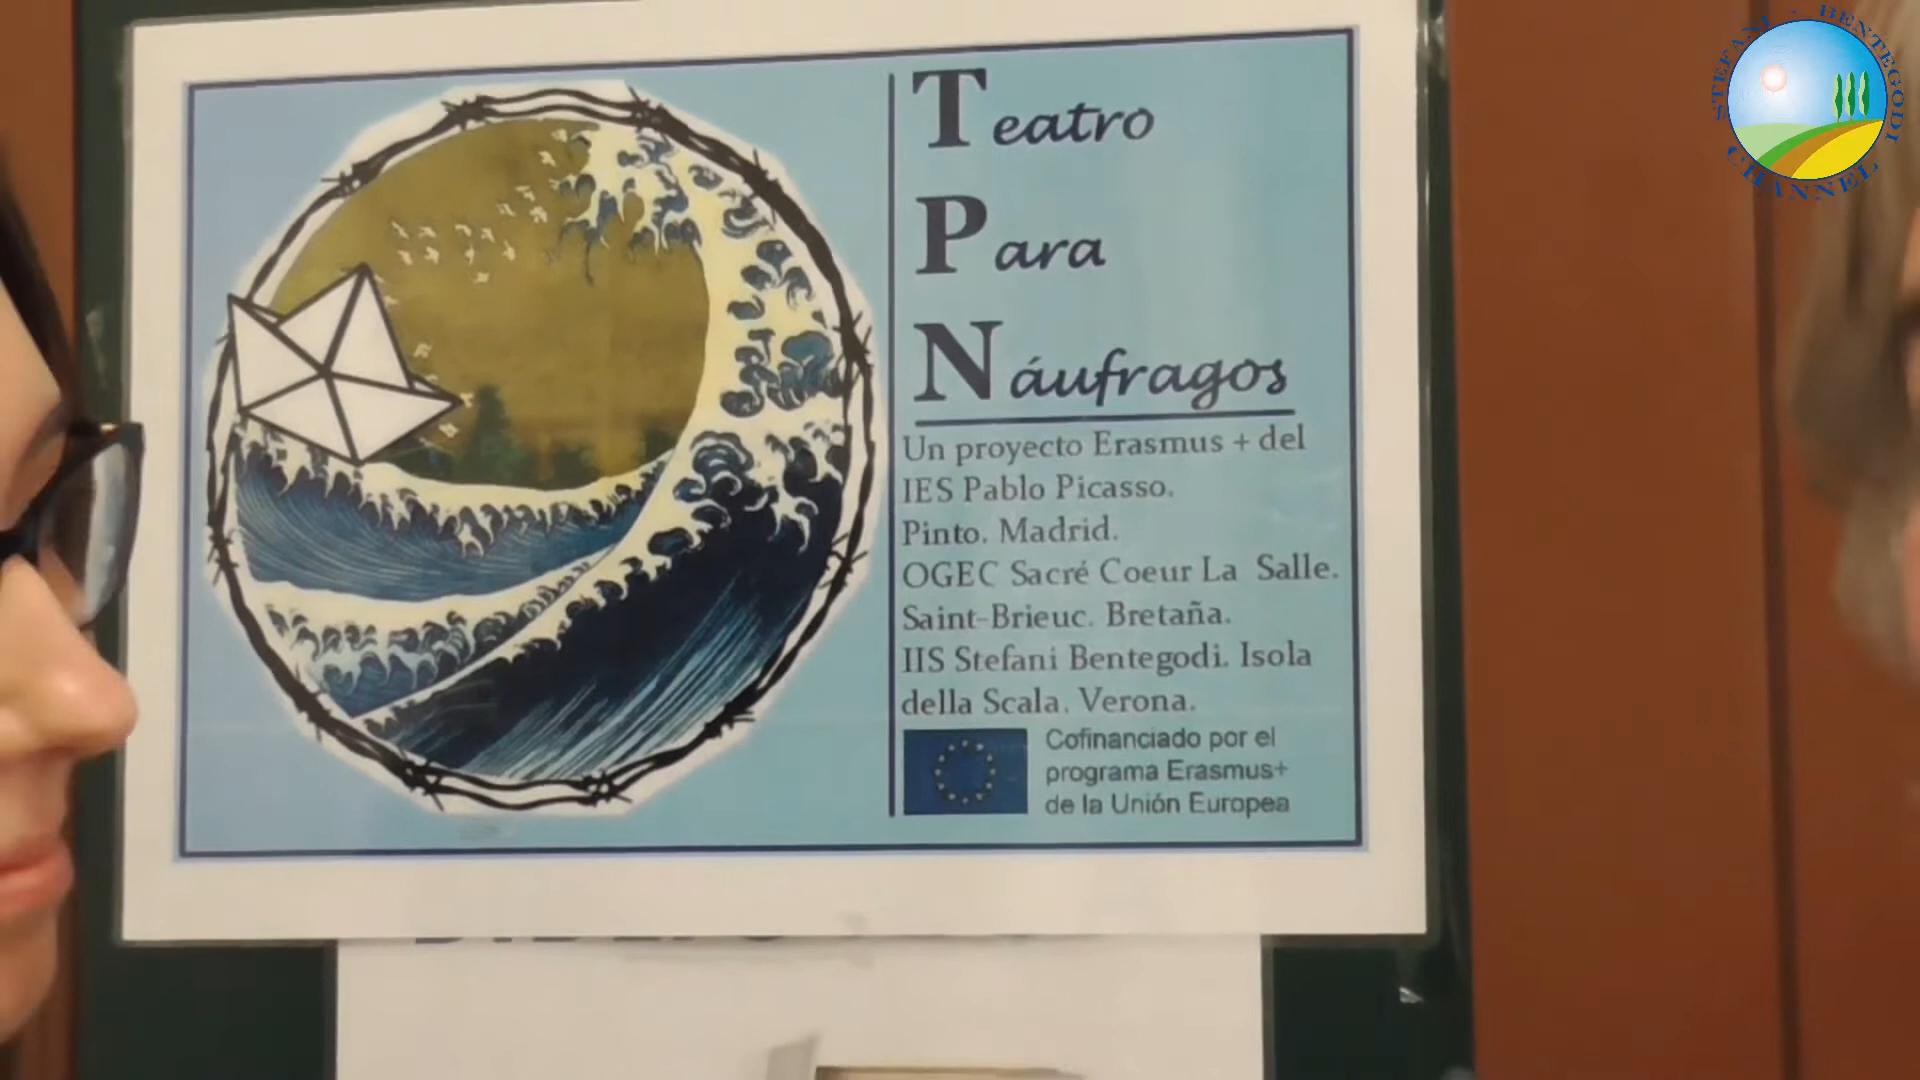 Teatro
Para
Náufragos
Un proyecto Erasmus + del
IES Pablo Picasso.
Pinto. Madrid.
OGEC Sacré Coeur La Salle.
Saint-Brieuc. Bretaña.
IIS Stefani Bentegodi. Isola
della Scala. Verona.
Cofinanciado por el
programa Erasmus+
de la Unión Europea
STEFANI - BENTEGODI
CHANNEL